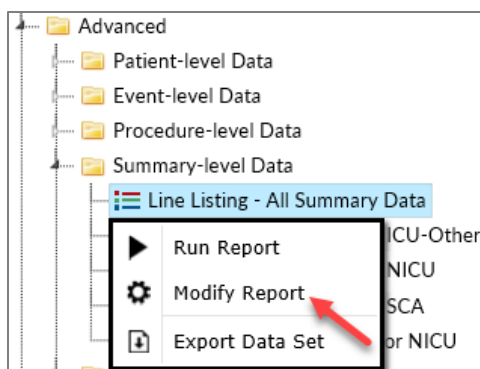 Advanced
Patient-level Data
Event-level Data
Procedure-level Data
Summary-level Data
Line Listing - All Summary Data
Run Report
ICU-Other
NICU
Modify Report
SCA
Export Data Set
or NICU